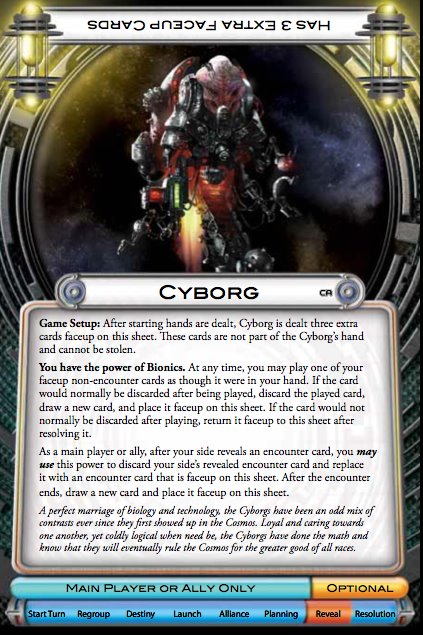 Has 3 Extra Faceup Cards
Cyborg
CA
Game Setup: After starting hands are dealt, Cyborg is dealt three extra
cards faceup on this sheet. These cards are not part of the Cyborg's hand
and cannot be stolen.
You have the power of Bionics. At any time, you may play one of your
faceup non-encounter cards as though it were in your hand. If the card
would normally be discarded after being played, discard the played card,
draw a new card, and place it faceup on this sheet. If the card would not
normally be discarded after playing, return it faceup to this sheet after
resolving it.
As a main player or ally, after your side reveals an encounter card, you may
use this power to discard your side's revealed encounter card and replace
it with an encounter card that is faceup on this sheet. After the encounter
ends, draw a new card and place it faceup on this sheet.
A perfect marriage of biology and technology, the Cyborgs have been an odd mix of
contrasts ever since they first showed up in the Cosmos. Loyal and caring towards
one another, yet coldly logical when need be, the Cyborgs have done the math and
know that they will eventually rule the Cosmos for the greater good of all races.
Main Player or Ally Only
Optional
Start Turn Regroup Destiny Launch Alliance Planning Reveal Resolution